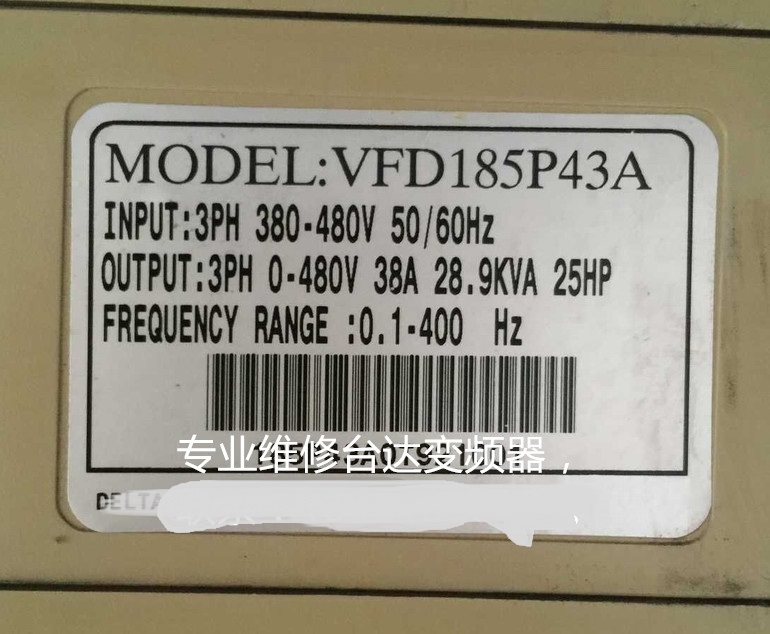 MODEL:VFD185P43A
INPUT:3PH 380-480V 50/60Hz
OUTPUT:3PH 0-480V 38A 28.9KVA 25HP
FREQUENCY RANGE :0.1-400 Hz
专业维修台达变频器，
DELTA